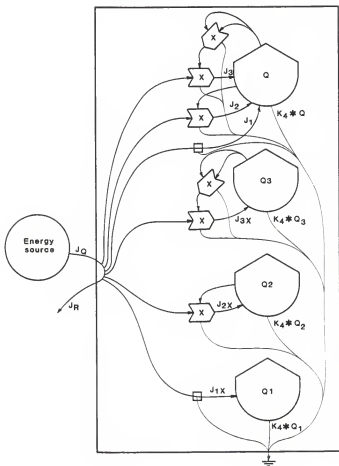 X
X
J3
Q
J2
X
J1
K4*Q
X
Q3
Energy
source
JQ
X
J3X
K4*Q3
JR
Q2
X
J2X
K4*Q2
Q1
J1X
K4*Q1